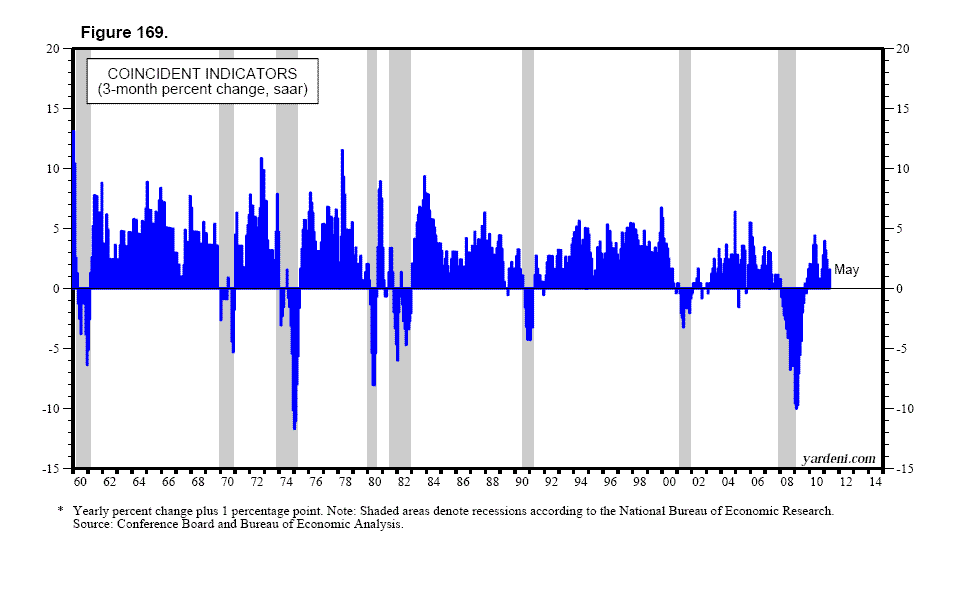 Figure 169.
20 20
COINCIDENT INDICATORS
(3-month percent change, saar)
15 15
10 10
5 5
May
0 0
-5 -5
-10 -10
yardeni.com
-15 -15
60 62 64 66 68 70 72 74 76 78 80 82 84 86 88 90 92 94 96 98 00 02 04 06 08 10 12 14
* Yearly percent change plus 1 percentage point. Note: Shaded areas denote recessions according to the National Bureau of Economic Research.
Source: Conference Board and Bureau of Economic Analysis.